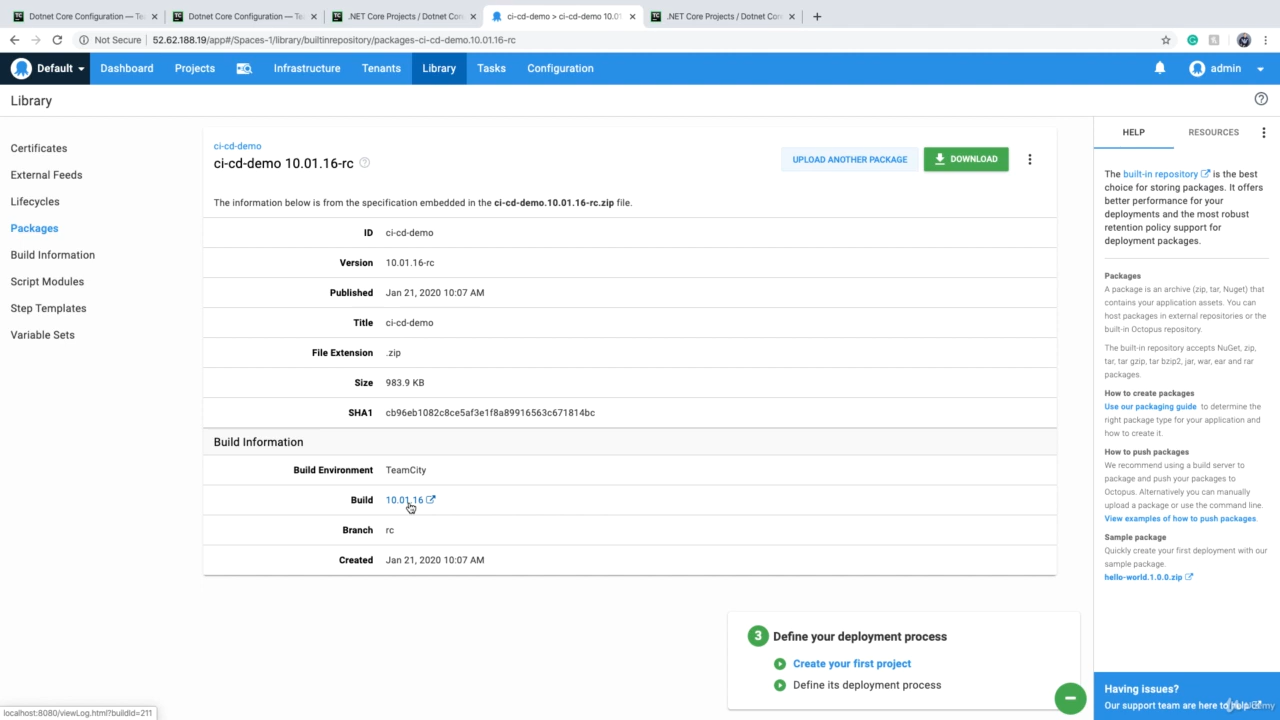 Dotnet Core Configuration — Te
Dotnet Core Configuration — Te
.NET Core Projects / Dotnet Con
ci-cd-demo > ci-cd-demo 10.01
.NET Core Projects / Dotnet Con
Not Secure | 52.62.188.19/app#/Spaces-1/library/builtinrepository/packages-ci-cd-demo.10.01.16-rc
Default Dashboard Projects Infrastructure Tenants Library Tasks Configuration admin
Library
Certificates
External Feeds
Lifecycles
Packages
Build Information
Script Modules
Step Templates
Variable Sets
ci-cd-demo
ci-cd-demo 10.01.16-rc
UPLOAD ANOTHER PACKAGE
DOWNLOAD
The information below is from the specification embedded in the ci-cd-demo.10.01.16-rc.zip file.
ID ci-cd-demo
Version 10.01.16-rc
Published Jan 21, 2020 10:07 AM
Title ci-cd-demo
File Extension .zip
Size 983.9 KB
SHA1 cb96eb1082c8ce5af3e1f8a89916563c671814bc
Build Information
Build Environment TeamCity
Build 10.01.16
Branch rc
Created Jan 21, 2020 10:07 AM
3 Define your deployment process
Create your first project
Define its deployment process
HELP RESOURCES
The built-in repository is the best
choice for storing packages. It offers
better performance for your
deployments and the most robust
retention policy support for
deployment packages.
Packages
A package is an archive (zip, tar, Nuget) that
contains your application assets. You can
host packages in external repositories or the
built-in Octopus repository.
The built-in repository accepts NuGet, zip,
tar, tar gzip, tar bzip2, jar, war, ear and rar
packages.
How to create packages
Use our packaging guide to determine the
right package type for your application and
how to create it.
How to push packages
We recommend using a build server to
package and push your packages to
Octopus. Alternatively you can manually
upload a package or use the command line.
View examples of how to push packages.
Sample package
Quickly create your first deployment with our
sample package.
hello-world.1.0.0.zip
Having issues?
Our support team are here to help
localhost:8080/viewLog.html?buildId=211